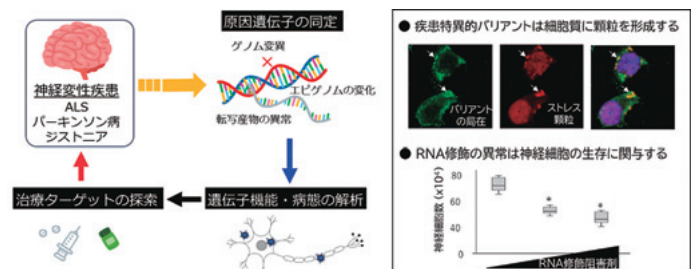 原因遺伝子の同定
ゲノム変異
エピゲノムの変化
転写産物の異常
神経変性疾患
ALS
パーキンソン病
ジストニア
治療ターゲットの探索
遺伝子機能・病態の解析
● 疾患特異的バリアントは細胞質に顆粒を形成する
バリアント
の局在
ストレス
顆粒
● RNA修飾の異常は神経細胞の生存に関与する
神経細胞数 (x10⁴)
80
60
40
0
*
*
RNA修飾阻害剤